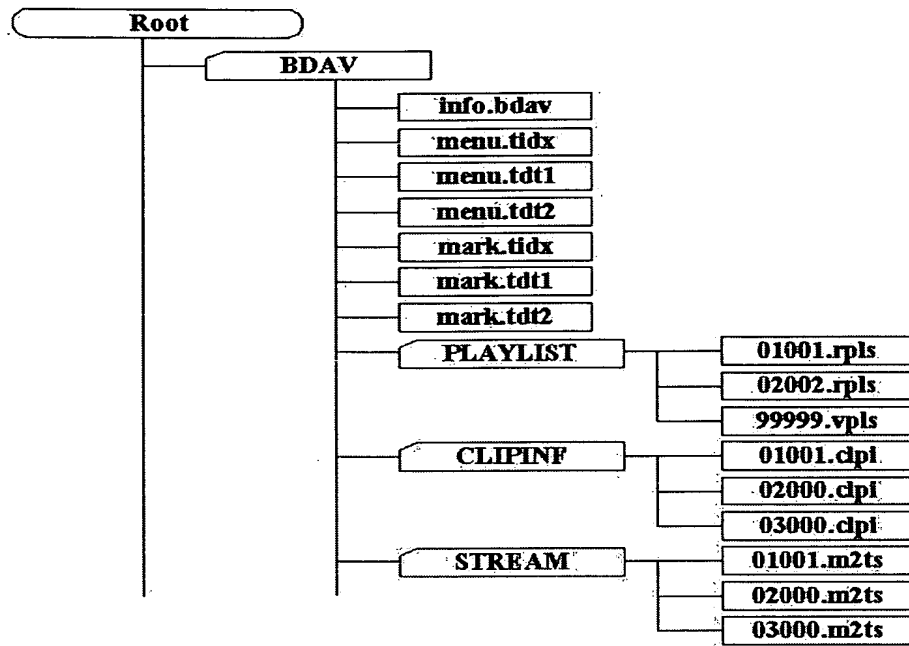 Root
BDAV
info.bdav
menu.tidx
menu.tdt1
menu.tdt2
mark.tidx
mark.tdt1
mark.tdt2
PLAYLIST
01001.rpls
02002.rpls
99999.vpls
CLIPINF
01001.clpi
02000.clpi
03000.clpi
STREAM
01001.m2ts
02000.m2ts
03000.m2ts